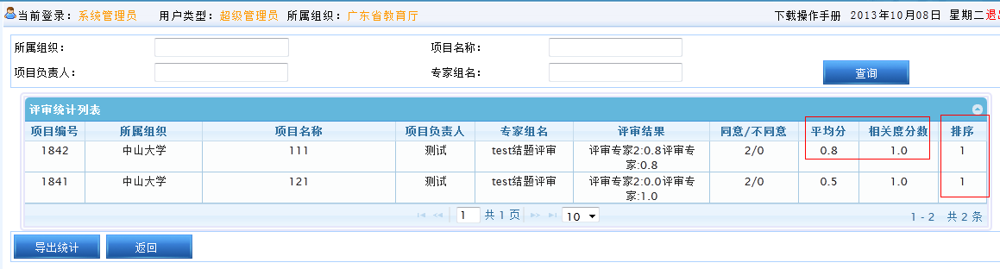 当前登录：系统管理员 用户类型：超级管理员 所属组织：广东省教育厅 下载操作手册 2013年10月08日 星期二退出
所属组织： 项目名称：
项目负责人： 专家组名： 查询
评审统计列表
项目编号 所属组织 项目名称 项目负责人 专家组名 评审结果 同意/不同意 平均分 相关度分数 排序
1842 中山大学 111 测试 test结题评审 评审专家2:0.8评审专 2/0 0.8 1.0 1
家:0.8
1841 中山大学 121 测试 test结题评审 评审专家2:0.0评审专 2/0 0.5 1.0 1
家:1.0
1 共 1 页 10 1 - 2 共 2 条
导出统计 返回